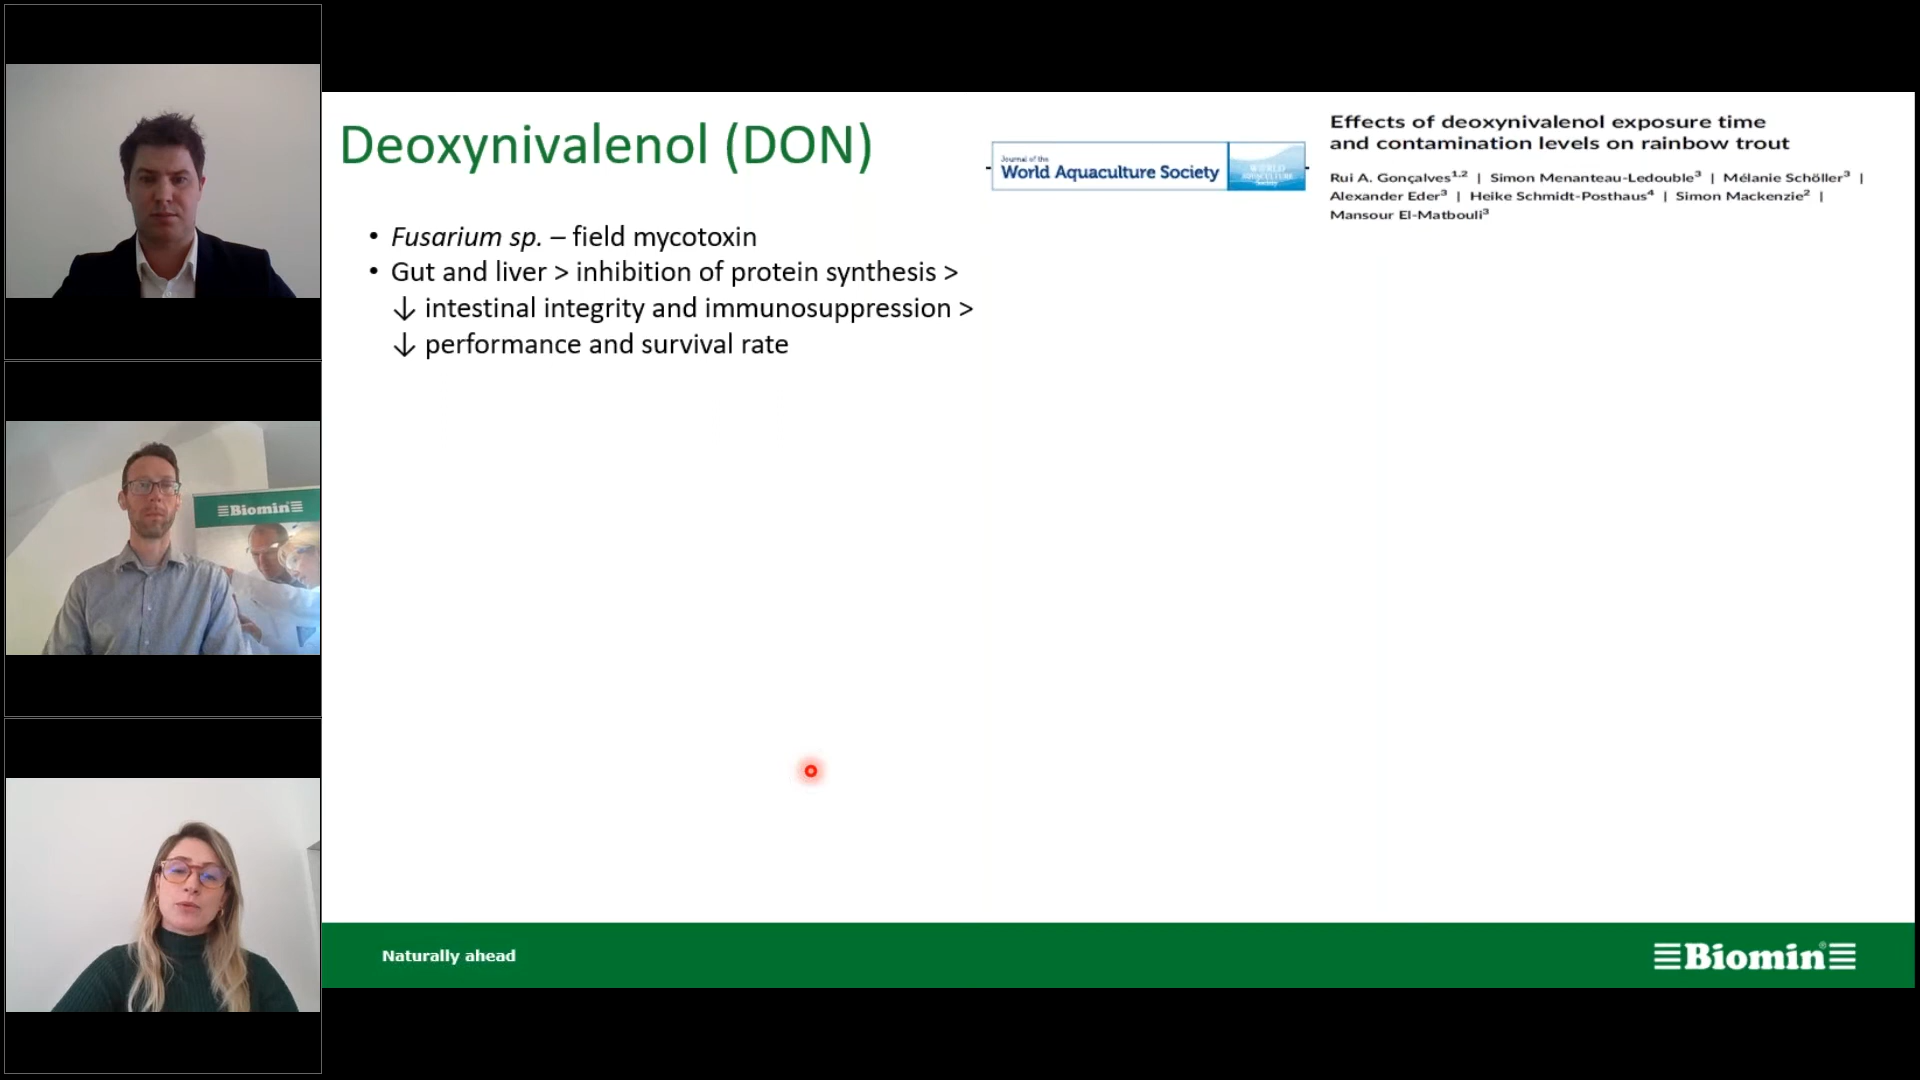 Biomin
Deoxynivalenol (DON)
• Fusarium sp. – field mycotoxin
• Gut and liver > inhibition of protein synthesis >
↓ intestinal integrity and immunosuppression >
↓ performance and survival rate
Journal of the
World Aquaculture Society
WORLD
AQUACULTURE
Society
Effects of deoxynivalenol exposure time
and contamination levels on rainbow trout
Rui A. Gonçalves1,2 | Simon Menanteau-Ledouble3 | Mélanie Schöller3 |
Alexander Eder3 | Heike Schmidt-Posthaus4 | Simon Mackenzie2 |
Mansour El-Matbouli3
Naturally ahead
Biomin®